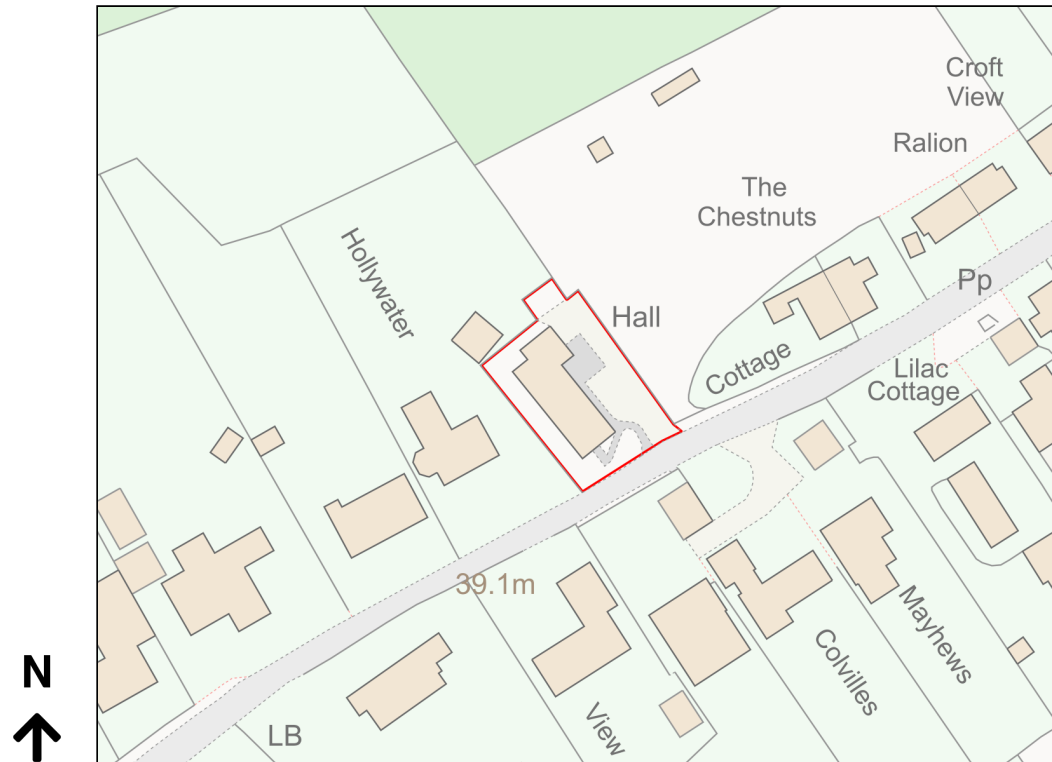 Croft
View
Ralion
The
Chestnuts
Hollywater
Pp
Hall
Cottage
Lilac
Cottage
39.1m
Mayhews
Colvilles
N
View
LB